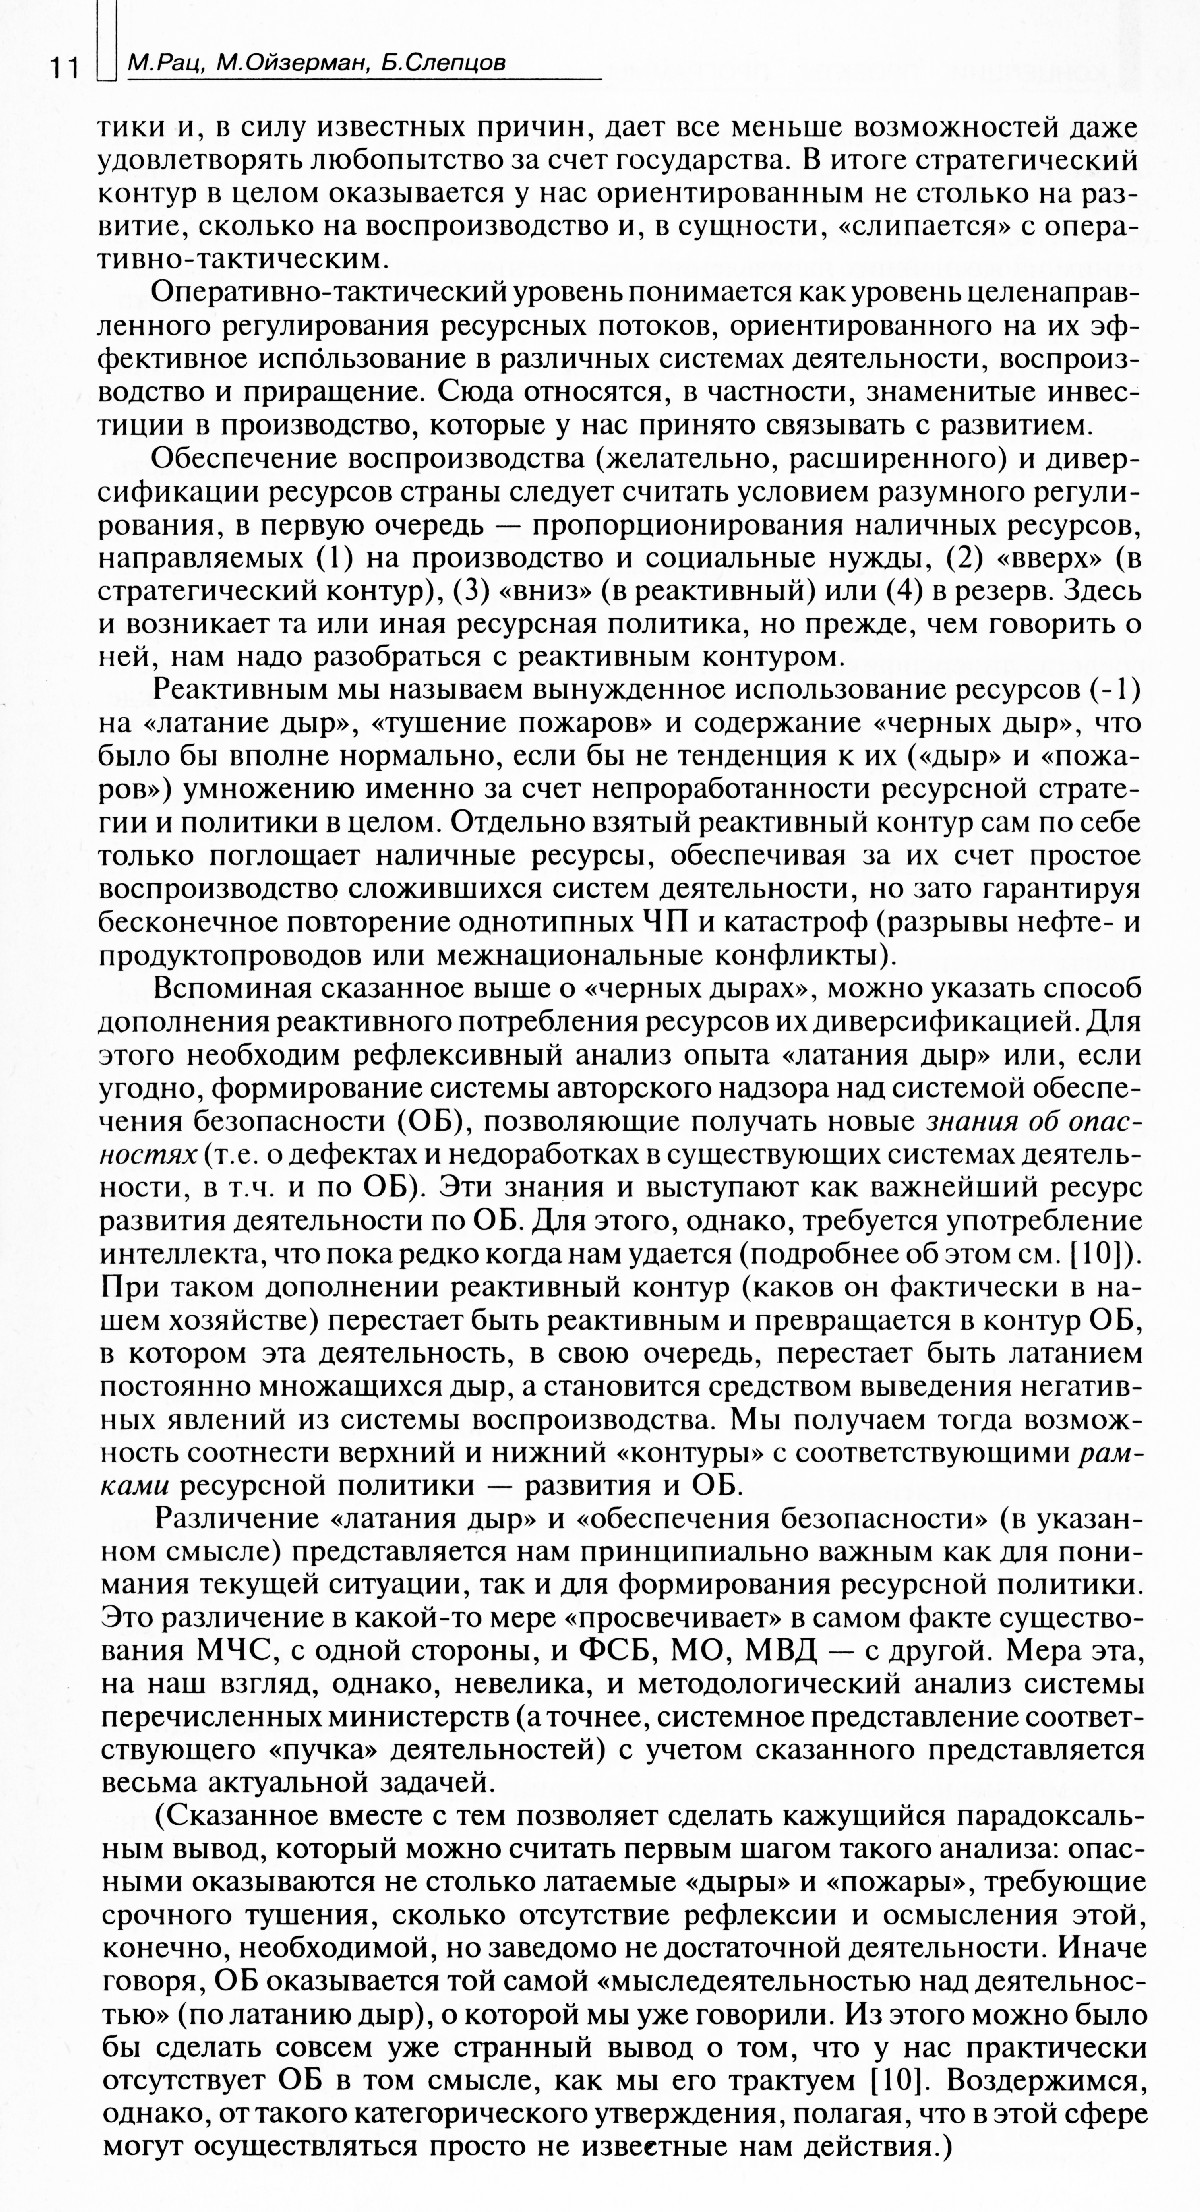 11
М.Рац, М.Ойзерман, Б.Слепцов
тики и, в силу известных причин, дает все меньше возможностей даже
удовлетворять любопытство за счет государства. В итоге стратегический
контур в целом оказывается у нас ориентированным не столько на раз-
витие, сколько на воспроизводство и, в сущности, «слипается» с опера-
тивно-тактическим.
Оперативно-тактический уровень понимается как уровень целенаправ-
ленного регулирования ресурсных потоков, ориентированного на их эф-
фективное использование в различных системах деятельности, воспроиз-
водство и приращение. Сюда относятся, в частности, знаменитые инвес-
тиции в производство, которые у нас принято связывать с развитием.
Обеспечение воспроизводства (желательно, расширенного) и дивер-
сификации ресурсов страны следует считать условием разумного регули-
рования, в первую очередь — пропорционирования наличных ресурсов,
направляемых (1) на производство и социальные нужды, (2) «вверх» (в
стратегический контур), (3) «вниз» (в реактивный) или (4) в резерв. Здесь
и возникает та или иная ресурсная политика, но прежде, чем говорить о
ней, нам надо разобраться с реактивным контуром.
Реактивным мы называем вынужденное использование ресурсов (-1)
на «латание дыр», «тушение пожаров» и содержание «черных дыр», что
было бы вполне нормально, если бы не тенденция к их («дыр» и «пожа-
ров») умножению именно за счет непроработанности ресурсной страте-
гии и политики в целом. Отдельно взятый реактивный контур сам по себе
только поглощает наличные ресурсы, обеспечивая за их счет простое
воспроизводство сложившихся систем деятельности, но зато гарантируя
бесконечное повторение однотипных ЧП и катастроф (разрывы нефте- и
продуктопроводов или межнациональные конфликты).
Вспоминая сказанное выше о «черных дырах», можно указать способ
дополнения реактивного потребления ресурсов их диверсификацией. Для
этого необходим рефлексивный анализ опыта «латания дыр» или, если
угодно, формирование системы авторского надзора над системой обеспе-
чения безопасности (ОБ), позволяющие получать новые знания об опас-
ностях (т.е. о дефектах и недоработках в существующих системах деятель-
ности, в т.ч. и по ОБ). Эти знания и выступают как важнейший ресурс
развития деятельности по ОБ. Для этого, однако, требуется употребление
интеллекта, что пока редко когда нам удается (подробнее об этом см. [10]).
При таком дополнении реактивный контур (каков он фактически в на-
шем хозяйстве) перестает быть реактивным и превращается в контур ОБ,
в котором эта деятельность, в свою очередь, перестает быть латанием
постоянно множащихся дыр, а становится средством выведения негатив-
ных явлений из системы воспроизводства. Мы получаем тогда возмож-
ность соотнести верхний и нижний «контуры» с соответствующими рам-
ками ресурсной политики — развития и ОБ.
Различение «латания дыр» и «обеспечения безопасности» (в указан-
ном смысле) представляется нам принципиально важным как для пони-
мания текущей ситуации, так и для формирования ресурсной политики.
Это различение в какой-то мере «просвечивает» в самом факте существо-
вания МЧС, с одной стороны, и ФСБ, МО, МВД — с другой. Мера эта,
на наш взгляд, однако, невелика, и методологический анализ системы
перечисленных министерств (а точнее, системное представление соответ-
ствующего «пучка» деятельностей) с учетом сказанного представляется
весьма актуальной задачей.
(Сказанное вместе с тем позволяет сделать кажущийся парадоксаль-
ным вывод, который можно считать первым шагом такого анализа: опас-
ными оказываются не столько латаемые «дыры» и «пожары», требующие
срочного тушения, сколько отсутствие рефлексии и осмысления этой,
конечно, необходимой, но заведомо не достаточной деятельности. Иначе
говоря, ОБ оказывается той самой «мыследеятельностью над деятельнос-
тью» (по латанию дыр), о которой мы уже говорили. Из этого можно было
бы сделать совсем уже странный вывод о том, что у нас практически
отсутствует ОБ в том смысле, как мы его трактуем [10]. Воздержимся,
однако, от такого категорического утверждения, полагая, что в этой сфере
могут осуществляться просто не известные нам действия.)